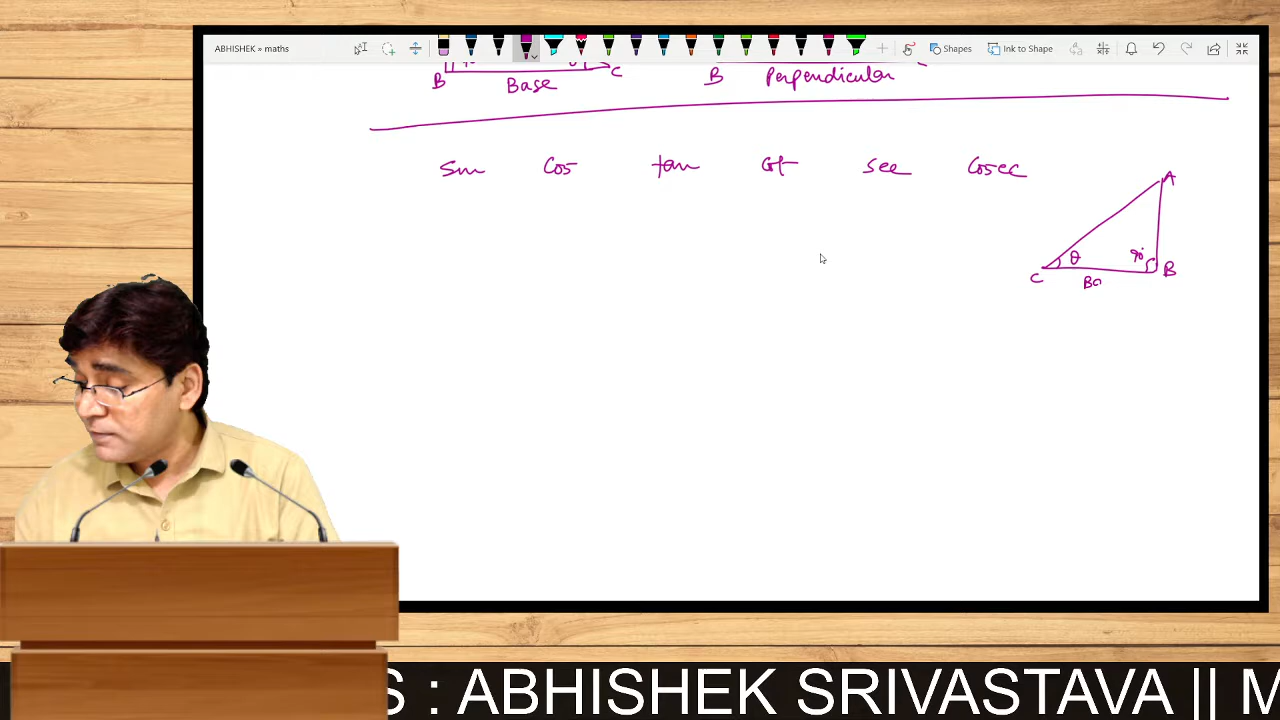 ABHISHEK » maths
Shapes
Ink to Shape
B Base C B Perpendicular
Sin Cos tan Cot Sec Cosec
A
θ 90° B
C Ba
S : ABHISHEK SRIVASTAVA || M